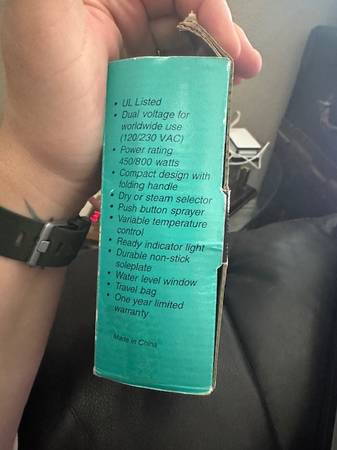 • UL Listed
• Dual voltage for
worldwide use
(120/230 VAC)
• Power rating
450/800 watts
• Compact design with
folding handle
• Dry or steam selector
• Push button sprayer
• Variable temperature
control
• Ready indicator light
• Durable non-stick
soleplate
• Water level window
• Travel bag
• One year limited
warranty
Made in China